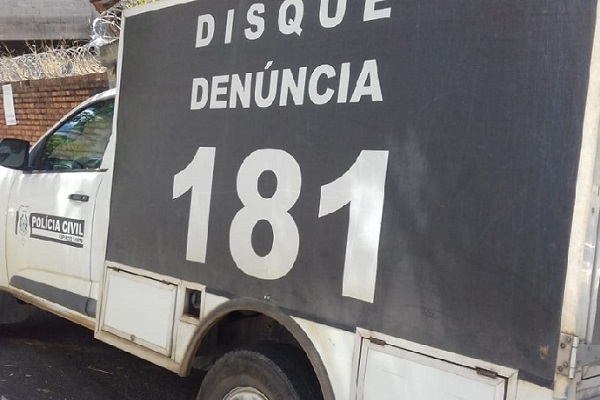 DISQUE
DENÚNCIA
181
POLÍCIA CIVIL